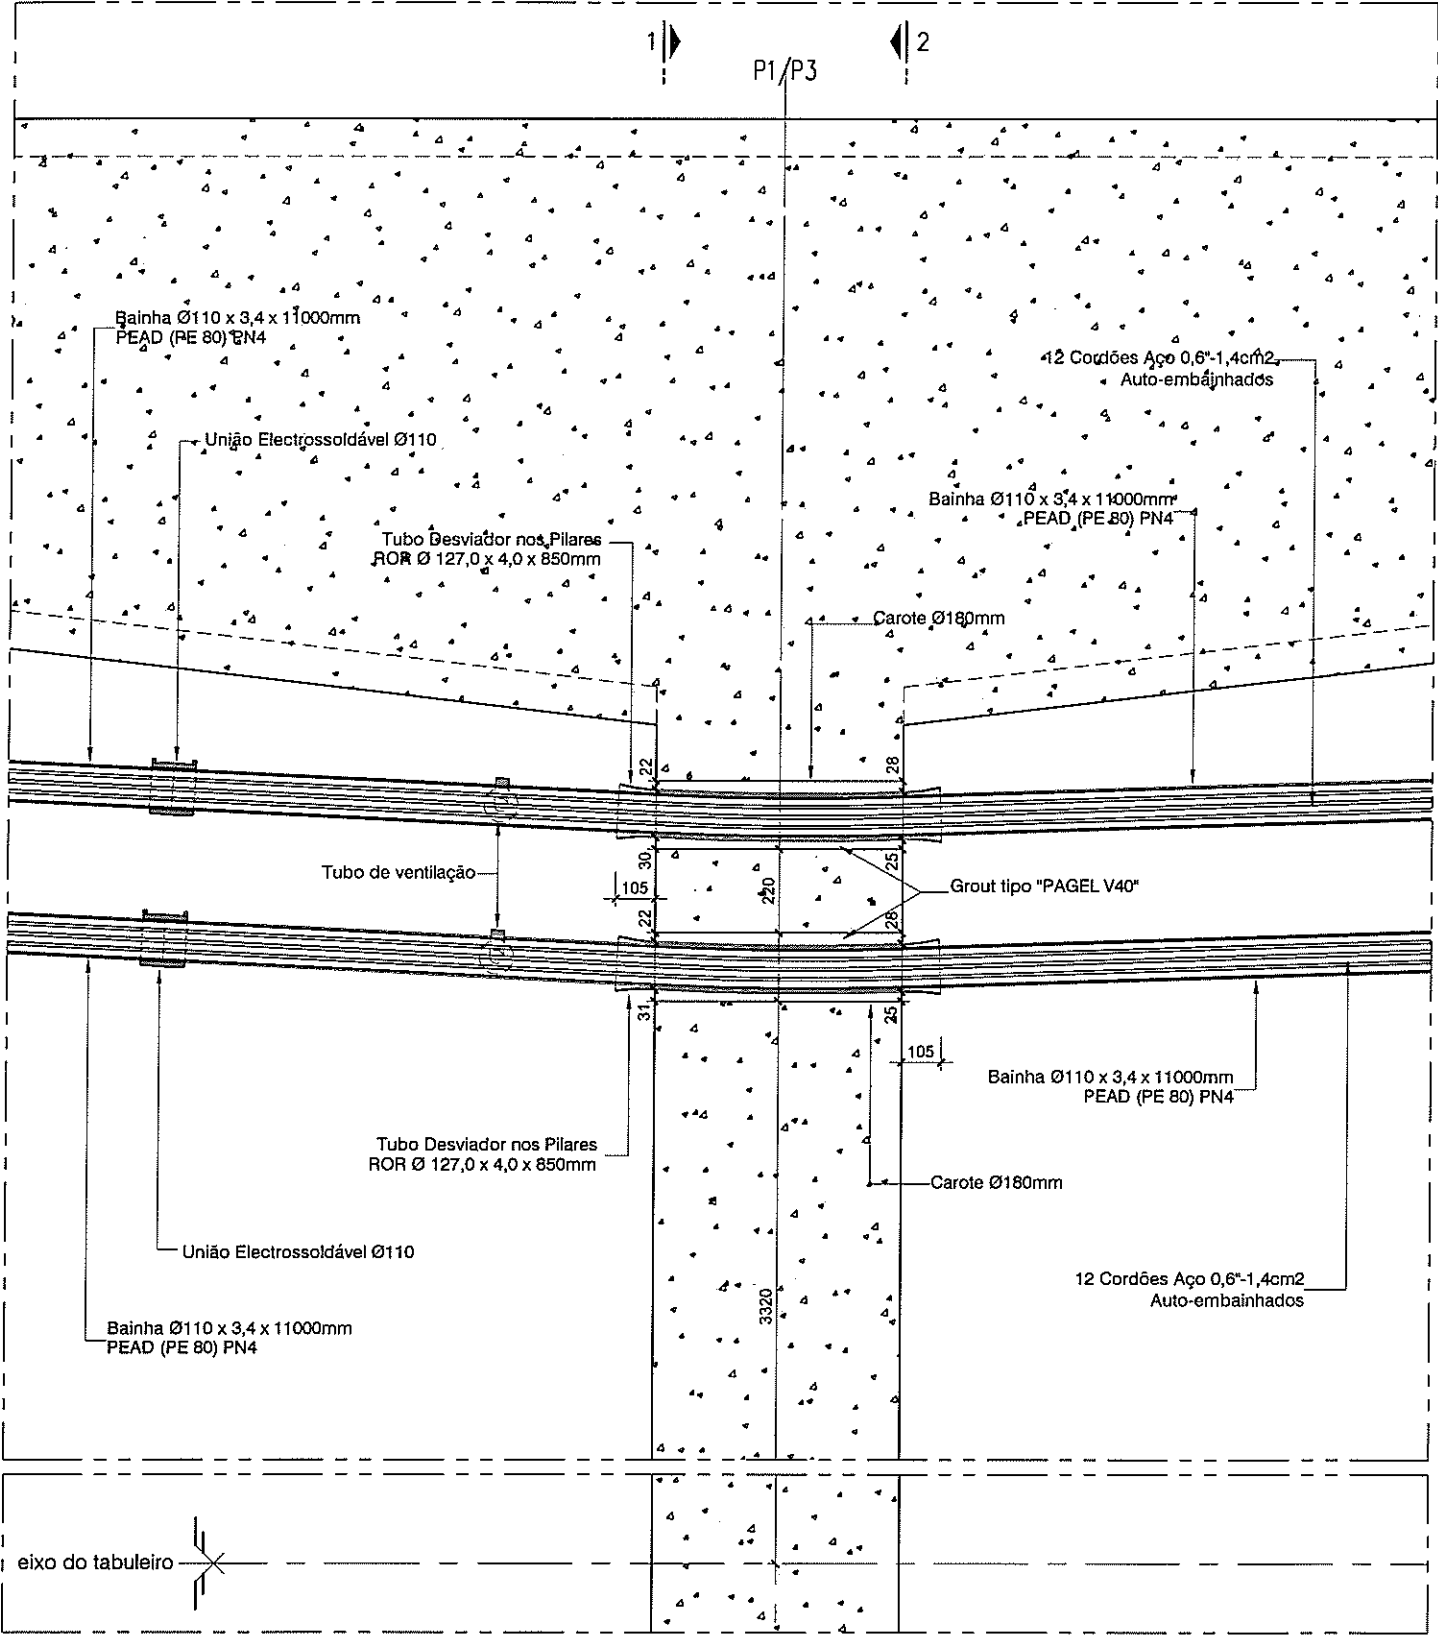 1
2
P1/P3
Bainha Ø110 x 3,4 x 11000mm
PEAD (PE 80) PN4
12 Cordões Aço 0,6"-1,4cm2
Auto-embainhados
União Electrossoldável Ø110
Bainha Ø110 x 3,4 x 11000mm
PEAD (PE 80) PN4
Tubo Desviador nos Pilares
ROR Ø 127,0 x 4,0 x 850mm
Carote Ø180mm
22
28
30
25
Tubo de ventilação
105
220
Grout tipo "PAGEL V40"
22
28
31
25
105
Bainha Ø110 x 3,4 x 11000mm
PEAD (PE 80) PN4
Tubo Desviador nos Pilares
ROR Ø 127,0 x 4,0 x 850mm
Carote Ø180mm
União Electrossoldável Ø110
12 Cordões Aço 0,6"-1,4cm2
Auto-embainhados
3320
Bainha Ø110 x 3,4 x 11000mm
PEAD (PE 80) PN4
eixo do tabuleiro